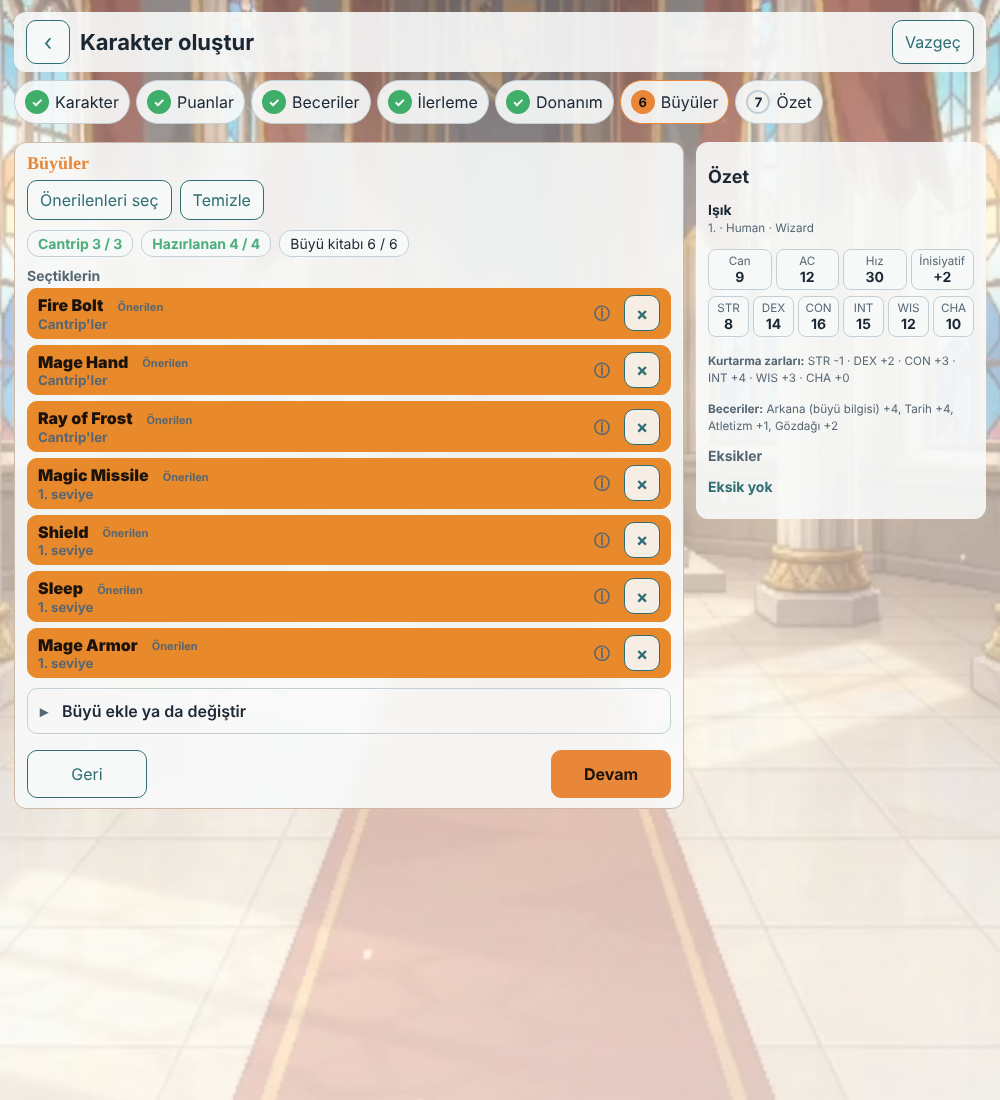 ‹ Karakter oluştur Vazgeç
Karakter Puanlar Beceriler İlerleme Donanım 6 Büyüler 7 Özet
Büyüler
Önerilenleri seç Temizle
Cantrip 3 / 3 Hazırlanan 4 / 4 Büyü kitabı 6 / 6
Seçtiklerin
Fire Bolt Önerilen
Cantrip'ler
Mage Hand Önerilen
Cantrip'ler
Ray of Frost Önerilen
Cantrip'ler
Magic Missile Önerilen
1. seviye
Shield Önerilen
1. seviye
Sleep Önerilen
1. seviye
Mage Armor Önerilen
1. seviye
► Büyü ekle ya da değiştir
Geri Devam
Özet
Işık
1. · Human · Wizard
Can AC Hız İnisiyatif
9 12 30 +2
STR DEX CON INT WIS CHA
8 14 16 15 12 10
Kurtarma zarları: STR -1 · DEX +2 · CON +3 ·
INT +4 · WIS +3 · CHA +0
Beceriler: Arkana (büyü bilgisi) +4, Tarih +4,
Atletizm +1, Gözdağı +2
Eksikler
Eksik yok